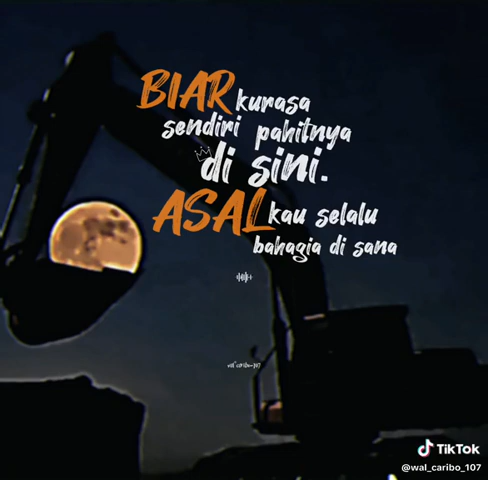 BIAR kurasa
sendiri pahitnya
di sini.
ASAL kau selalu
bahagia di sana
TikTok
@wal_caribo_107